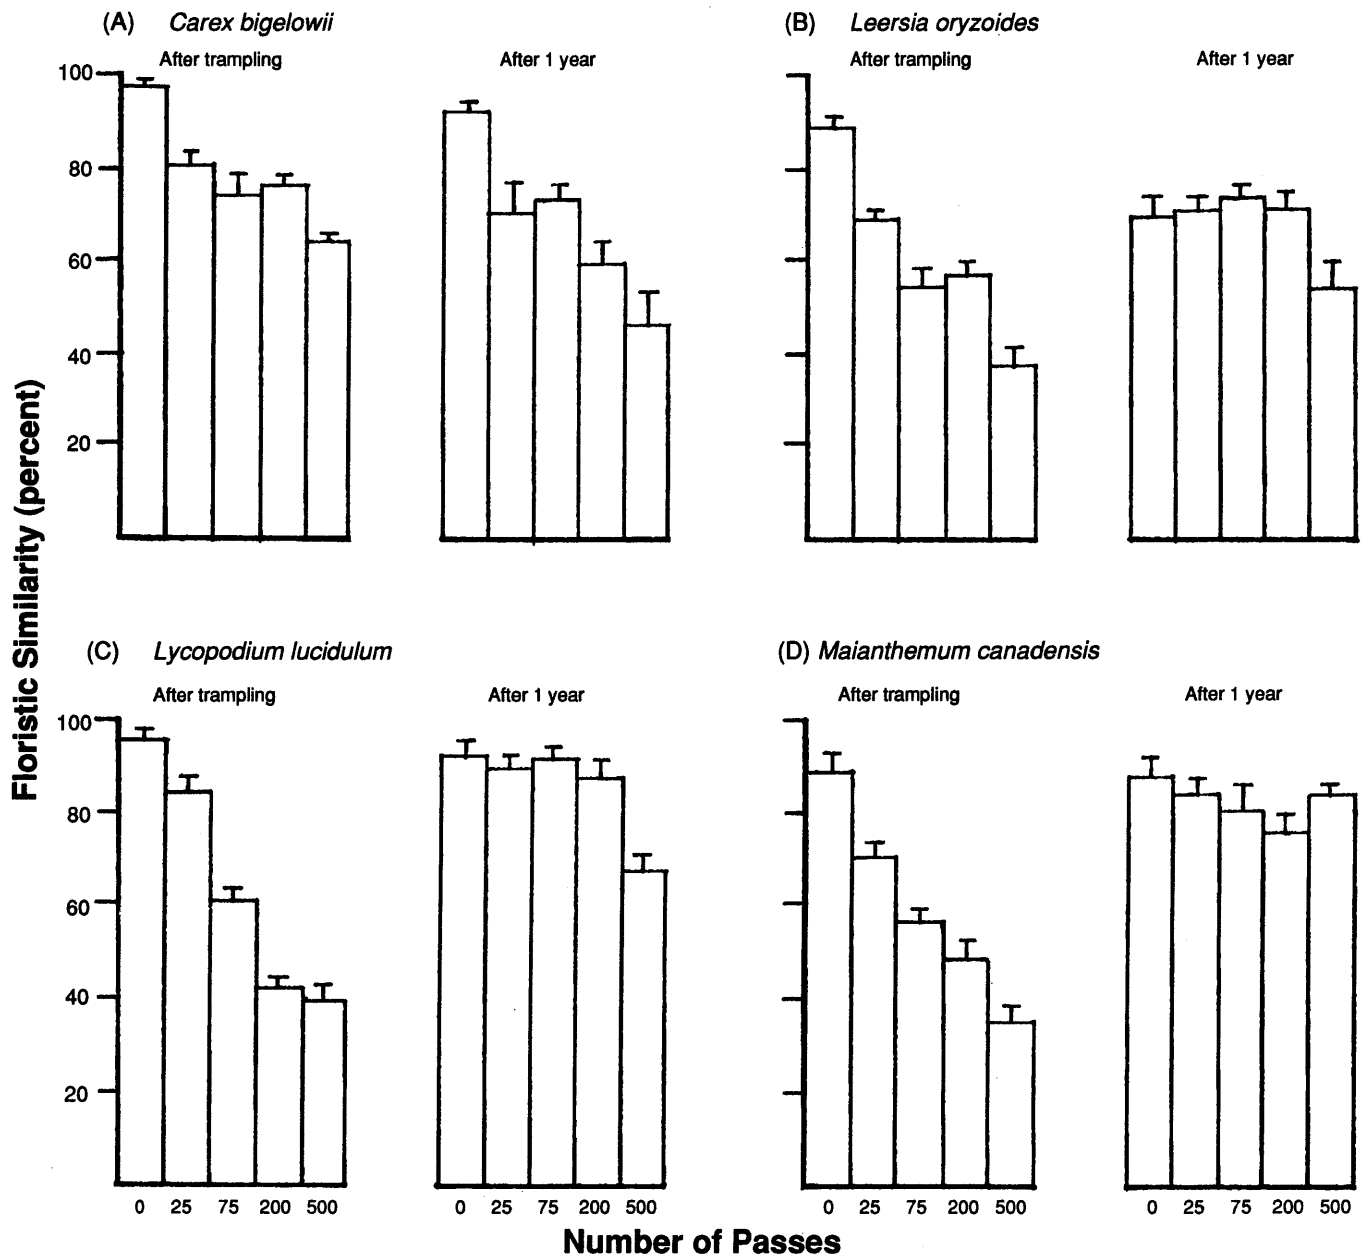 (A) Carex bigelowii
After trampling
After 1 year
100
80
60
40
20
(B) Leersia oryzoides
After trampling
After 1 year
Floristic Similarity (percent)
(C) Lycopodium lucidulum
After trampling
After 1 year
100
80
60
40
20
0 25 75 200 500
0 25 75 200 500
(D) Maianthemum canadensis
After trampling
After 1 year
0 25 75 200 500
0 25 75 200 500
Number of Passes